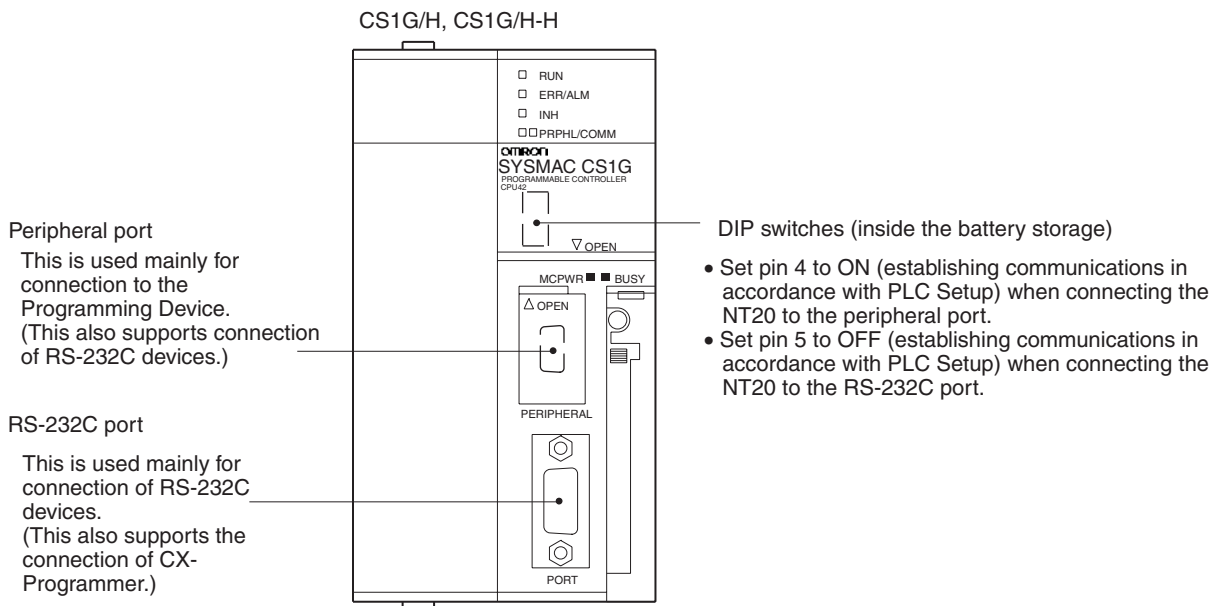 CS1G/H, CS1G/H-H
RUN
ERR/ALM
INH
PRPHL/COMM
OMRON
SYSMAC CS1G
PROGRAMMABLE CONTROLLER
CPU42
OPEN
MCPWR BUSY
OPEN
PERIPHERAL
PORT
Peripheral port
This is used mainly for
connection to the
Programming Device.
(This also supports connection
of RS-232C devices.)
RS-232C port
This is used mainly for
connection of RS-232C
devices.
(This also supports the
connection of CX-
Programmer.)
DIP switches (inside the battery storage)
• Set pin 4 to ON (establishing communications in
accordance with PLC Setup) when connecting the
NT20 to the peripheral port.
• Set pin 5 to OFF (establishing communications in
accordance with PLC Setup) when connecting the
NT20 to the RS-232C port.